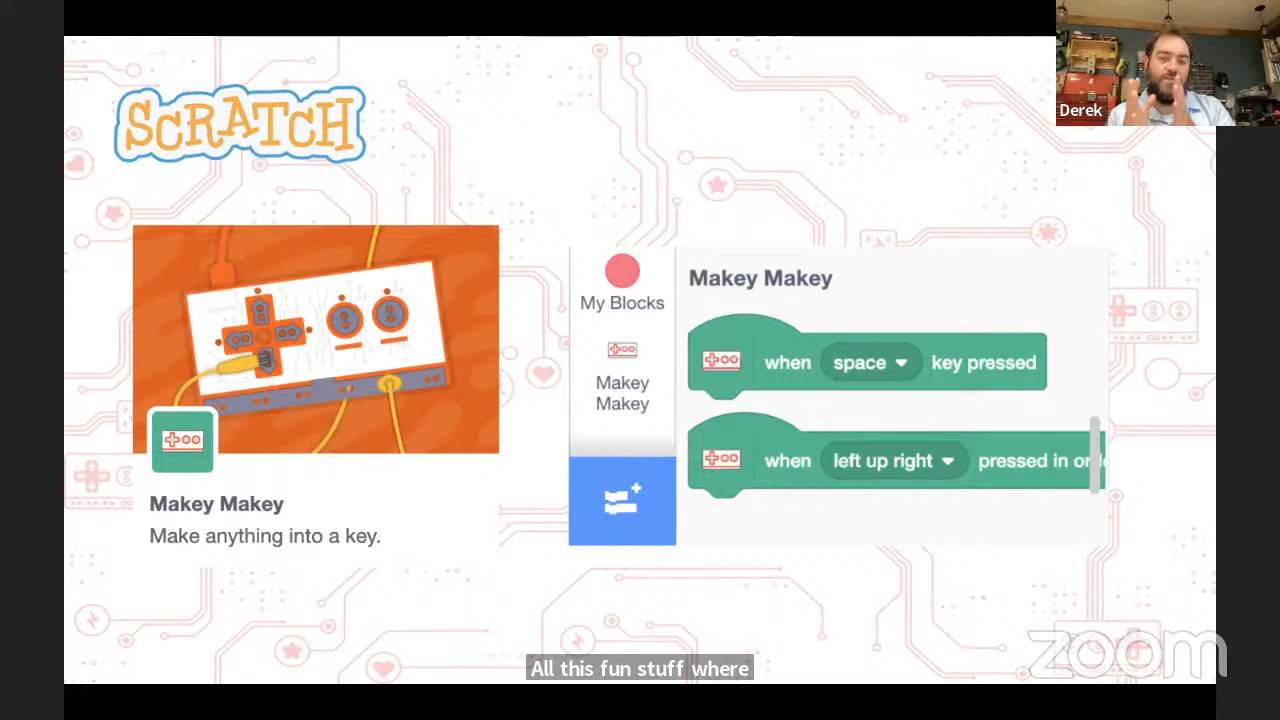 Derek
SCRATCH
My Blocks
Makey
Makey
Makey Makey
when space key pressed
when left up right pressed in
Makey Makey
Make anything into a key.
All this fun stuff where
zoom